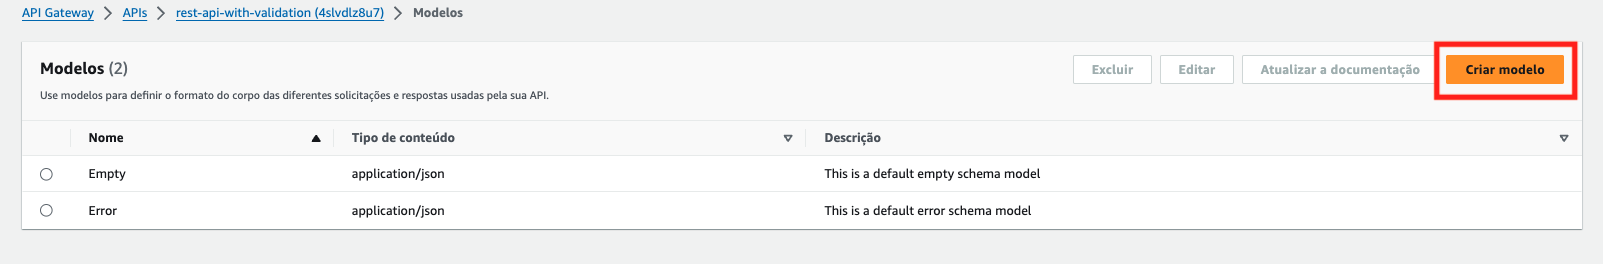 API Gateway > APIs > rest-api-with-validation (4slvdlz8u7) > Modelos
Modelos (2)
Excluir Editar Atualizar a documentação Criar modelo
Use modelos para definir o formato do corpo das diferentes solicitações e respostas usadas pela sua API.
Nome Tipo de conteúdo Descrição
Empty application/json This is a default empty schema model
Error application/json This is a default error schema model